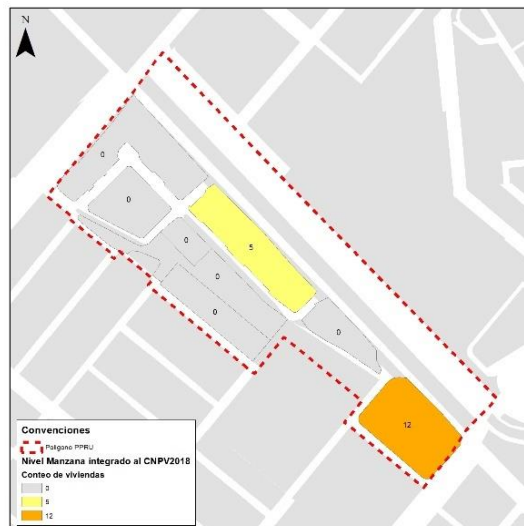 N
0
0
5
0
0
0
0
12
Convenciones
Polígono PPRU
Nivel Manzana integrado al CNPV2018
Conteo de viviendas
0
5
12